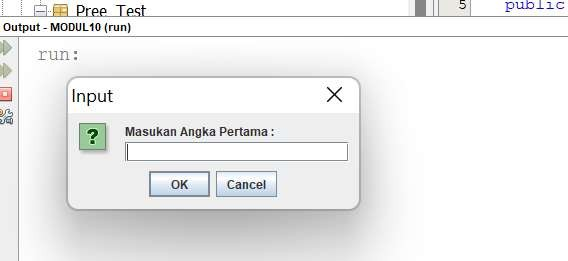 Pree_Test
5 public
Output - MODUL10 (run)
run:
Input
Masukan Angka Pertama :
OK Cancel